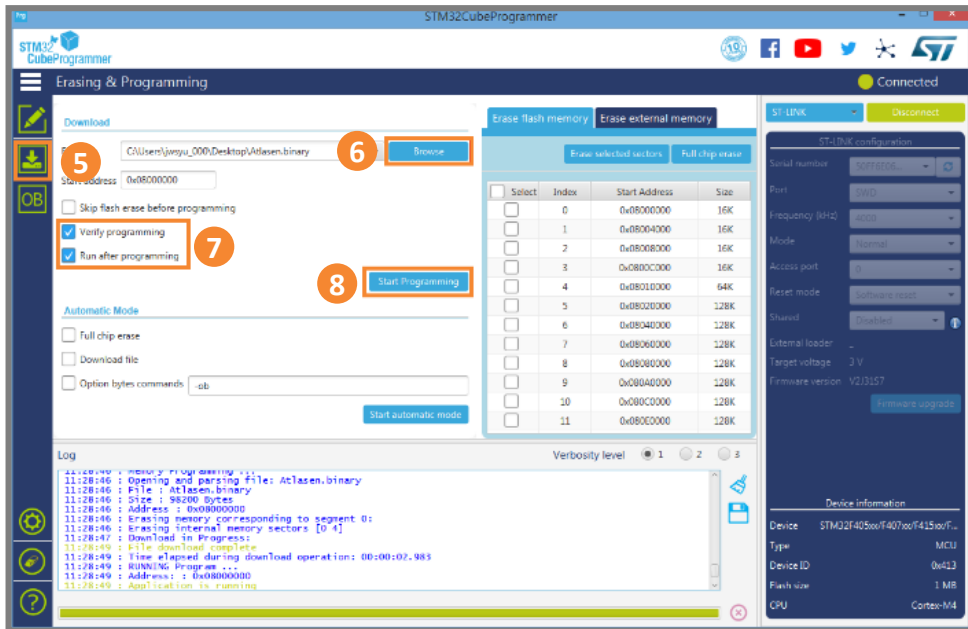 Prg
STM32CubeProgrammer
STM32
CubeProgrammer
10
Erasing & Programming
Connected
Download
5
C:\Users\jwsyu_000\Desktop\Atlasen.binary
6
Browse
Start address
0x08000000
Skip flash erase before programming
Verify programming
Run after programming
7
8
Start Programming
Automatic Mode
Full chip erase
Download file
Option bytes commands
-ob
Start automatic mode
OB
Erase flash memory
Erase external memory
Erase selected sectors
Full chip erase
Select Index Start Address Size
0 0x08000000 16K
1 0x08004000 16K
2 0x08008000 16K
3 0x0800C000 16K
4 0x08010000 64K
5 0x08020000 128K
6 0x08040000 128K
7 0x08060000 128K
8 0x08080000 128K
9 0x080A0000 128K
10 0x080C0000 128K
11 0x080E0000 128K
ST-LINK
Disconnect
ST-LINK configuration
Serial number
Port SWD
Frequency (kHz) 4000
Mode Normal
Access port 0
Reset mode Software reset
Shared Disabled
External loader _
Target voltage 3 V
Firmware version V2J31S7
Firmware upgrade
Log
Verbosity level 1 2 3
11:28:46 : Memory Programming ...
11:28:46 : Opening and parsing file: Atlasen.binary
11:28:46 : File : Atlasen.binary
11:28:46 : Size : 98200 Bytes
11:28:46 : Address : 0x08000000
11:28:46 : Erasing memory corresponding to segment 0:
11:28:46 : Erasing internal memory sectors [0 4]
11:28:47 : Download in Progress:
11:28:49 : File download complete
11:28:49 : Time elapsed during download operation: 00:00:02.983
11:28:49 : RUNNING Program ...
11:28:49 : Address: : 0x08000000
11:28:49 : Application is running
Device information
Device STM32F405xx/F407xx/F415xx/F...
Type MCU
Device ID 0x413
Flash size 1 MB
CPU Cortex-M4